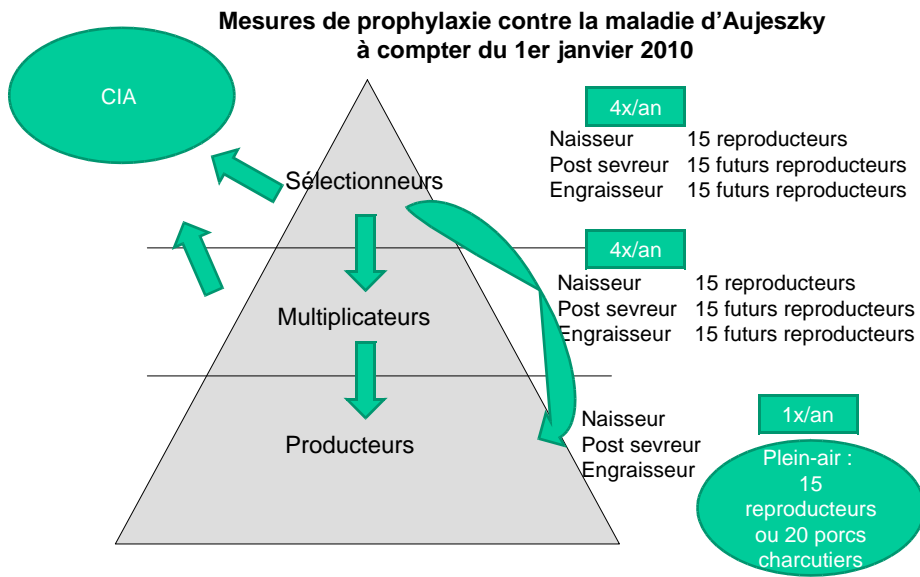 Mesures de prophylaxie contre la maladie d'Aujeszky
à compter du 1er janvier 2010
CIA
4x/an
Naisseur 15 reproducteurs
Post sevreur 15 futurs reproducteurs
Engraisseur 15 futurs reproducteurs
Sélectionneurs
4x/an
Naisseur 15 reproducteurs
Post sevreur 15 futurs reproducteurs
Engraisseur 15 futurs reproducteurs
Multiplicateurs
1x/an
Naisseur
Post sevreur
Engraisseur
Producteurs
Plein-air :
15
reproducteurs
ou 20 porcs
charcutiers